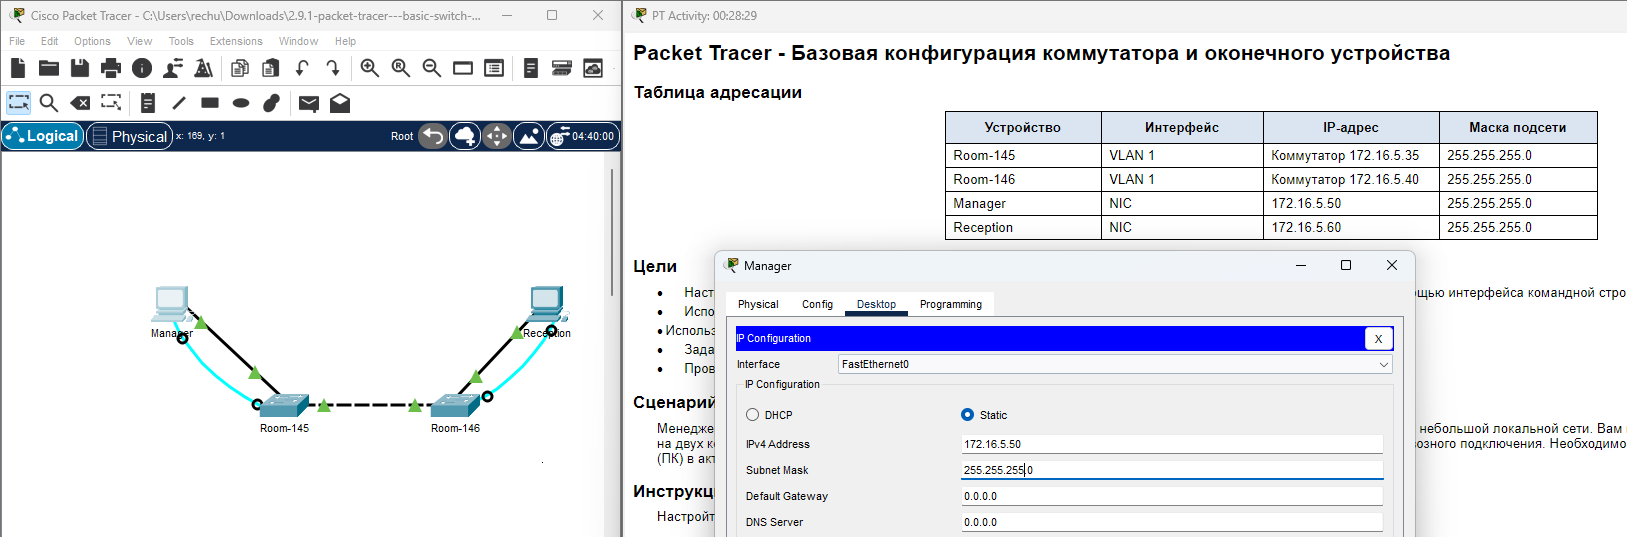 Cisco Packet Tracer - C:\Users\rechu\Downloads\2.9.1-packet-tracer---basic-switch-...
File Edit Options View Tools Extensions Window Help
Logical Physical x: 169, y: 1 Root 04:40:00
Manager
Reception
Room-145
Room-146
PT Activity: 00:28:29
Packet Tracer - Базовая конфигурация коммутатора и оконечного устройства
Таблица адресации
Устройство Интерфейс IP-адрес Маска подсети
Room-145 VLAN 1 Коммутатор 172.16.5.35 255.255.255.0
Room-146 VLAN 1 Коммутатор 172.16.5.40 255.255.255.0
Manager NIC 172.16.5.50 255.255.255.0
Reception NIC 172.16.5.60 255.255.255.0
Цели
• Наст
щью интерфейса командной стро
• Испо
• Использ
• Зада
• Пров
Сценарий
Менедже
небольшой локальной сети. Вам
на двух к
возного подключения. Необходимо
(ПК) в акт
Инструкц
Настройт
Manager
Physical Config Desktop Programming
IP Configuration X
Interface FastEthernet0
IP Configuration
DHCP Static
IPv4 Address 172.16.5.50
Subnet Mask 255.255.255.0
Default Gateway 0.0.0.0
DNS Server 0.0.0.0